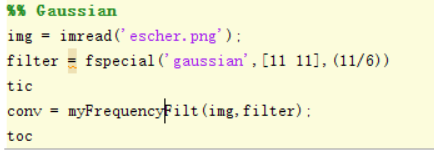 %% Gaussian
img = imread('escher.png');
filter = fspecial('gaussian',[11 11],(11/6))
tic
conv = myFrequencyFilt(img,filter);
toc